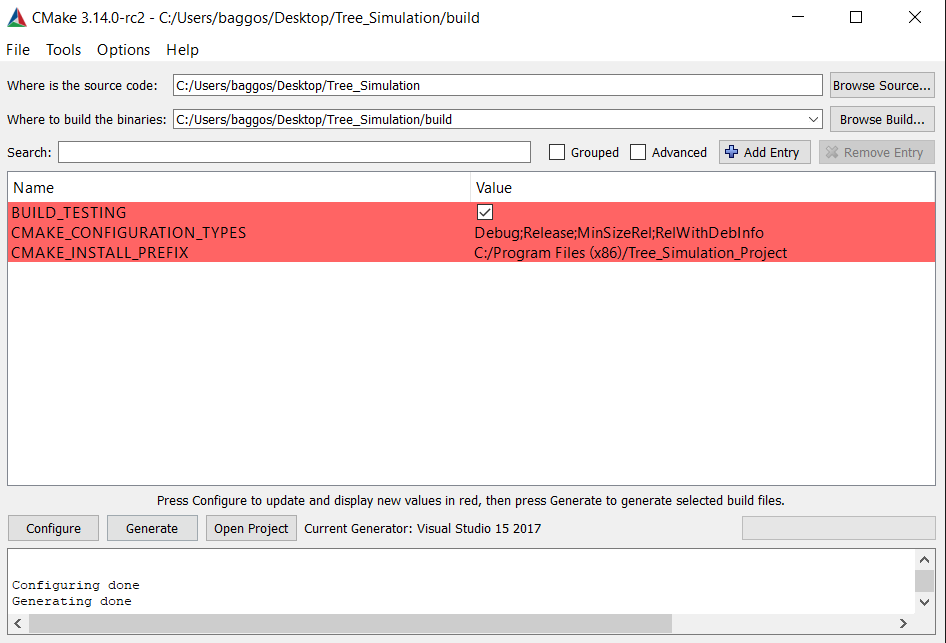 CMake 3.14.0-rc2 - C:/Users/baggos/Desktop/Tree_Simulation/build
File Tools Options Help
Where is the source code: C:/Users/baggos/Desktop/Tree_Simulation Browse Source...
Where to build the binaries: C:/Users/baggos/Desktop/Tree_Simulation/build Browse Build...
Search: Grouped Advanced Add Entry Remove Entry
Name Value
BUILD_TESTING
CMAKE_CONFIGURATION_TYPES Debug;Release;MinSizeRel;RelWithDebInfo
CMAKE_INSTALL_PREFIX C:/Program Files (x86)/Tree_Simulation_Project
Press Configure to update and display new values in red, then press Generate to generate selected build files.
Configure Generate Open Project Current Generator: Visual Studio 15 2017
Configuring done
Generating done